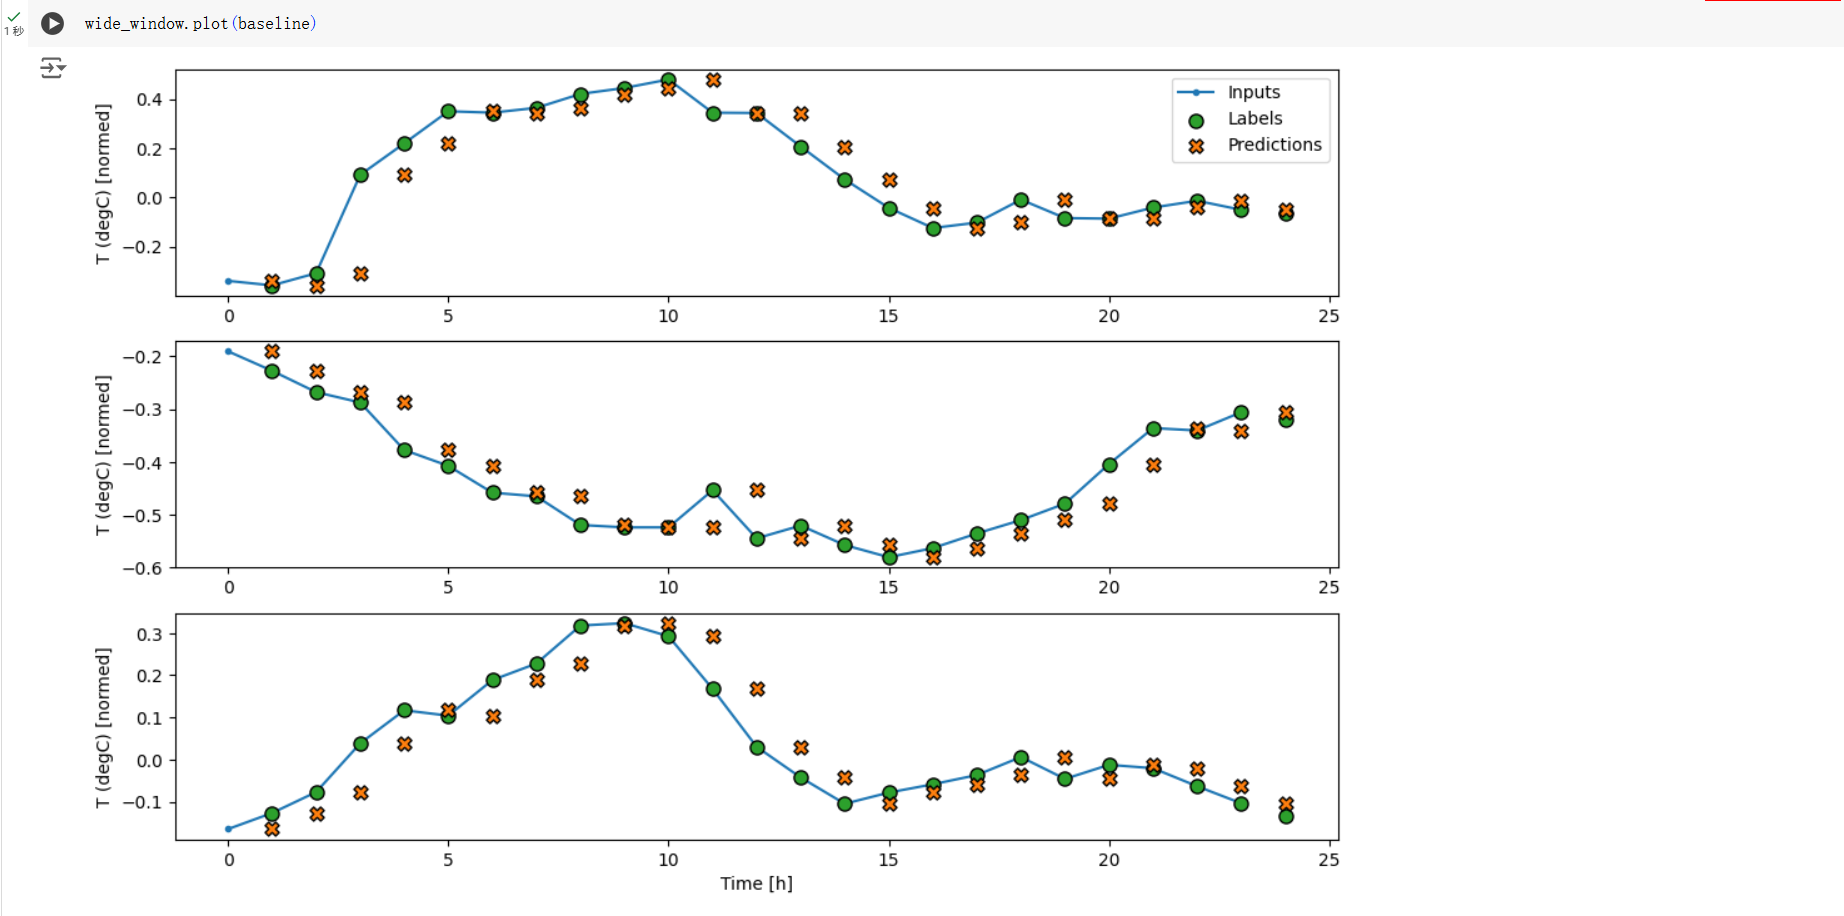 wide_window.plot(baseline)
1 秒
Inputs
Labels
Predictions
T (degC) [normed]
0.4
0.2
0.0
−0.2
0 5 10 15 20 25
T (degC) [normed]
−0.2
−0.3
−0.4
−0.5
−0.6
0 5 10 15 20 25
T (degC) [normed]
0.3
0.2
0.1
0.0
−0.1
0 5 10 15 20 25
Time [h]